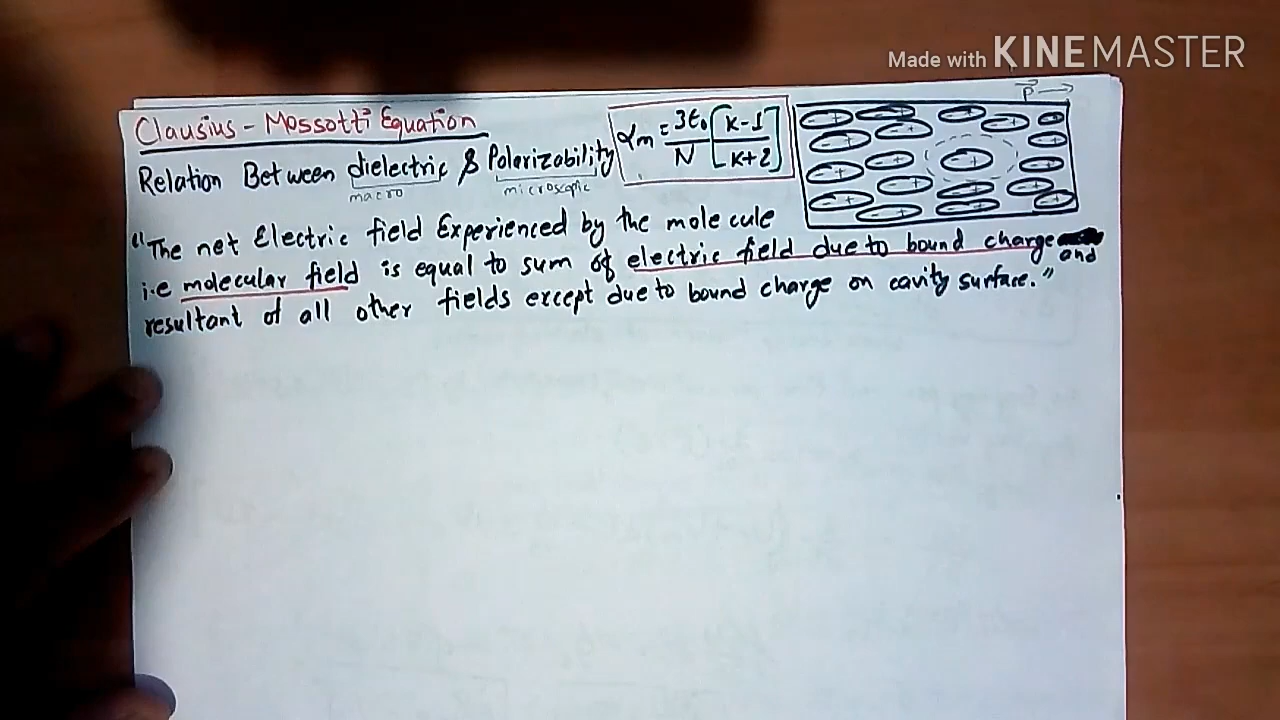 Made with KINEMASTER
Clausius - Mossotti Equation
αm = 3ε0/N [K-1/K+2]
P→
Relation Between dielectric & Polarizability
macro microscopic
"The net Electric field Experienced by the molecule
i.e molecular field is equal to sum of electric field due to bound charge and
resultant of all other fields except due to bound charge on cavity surface."